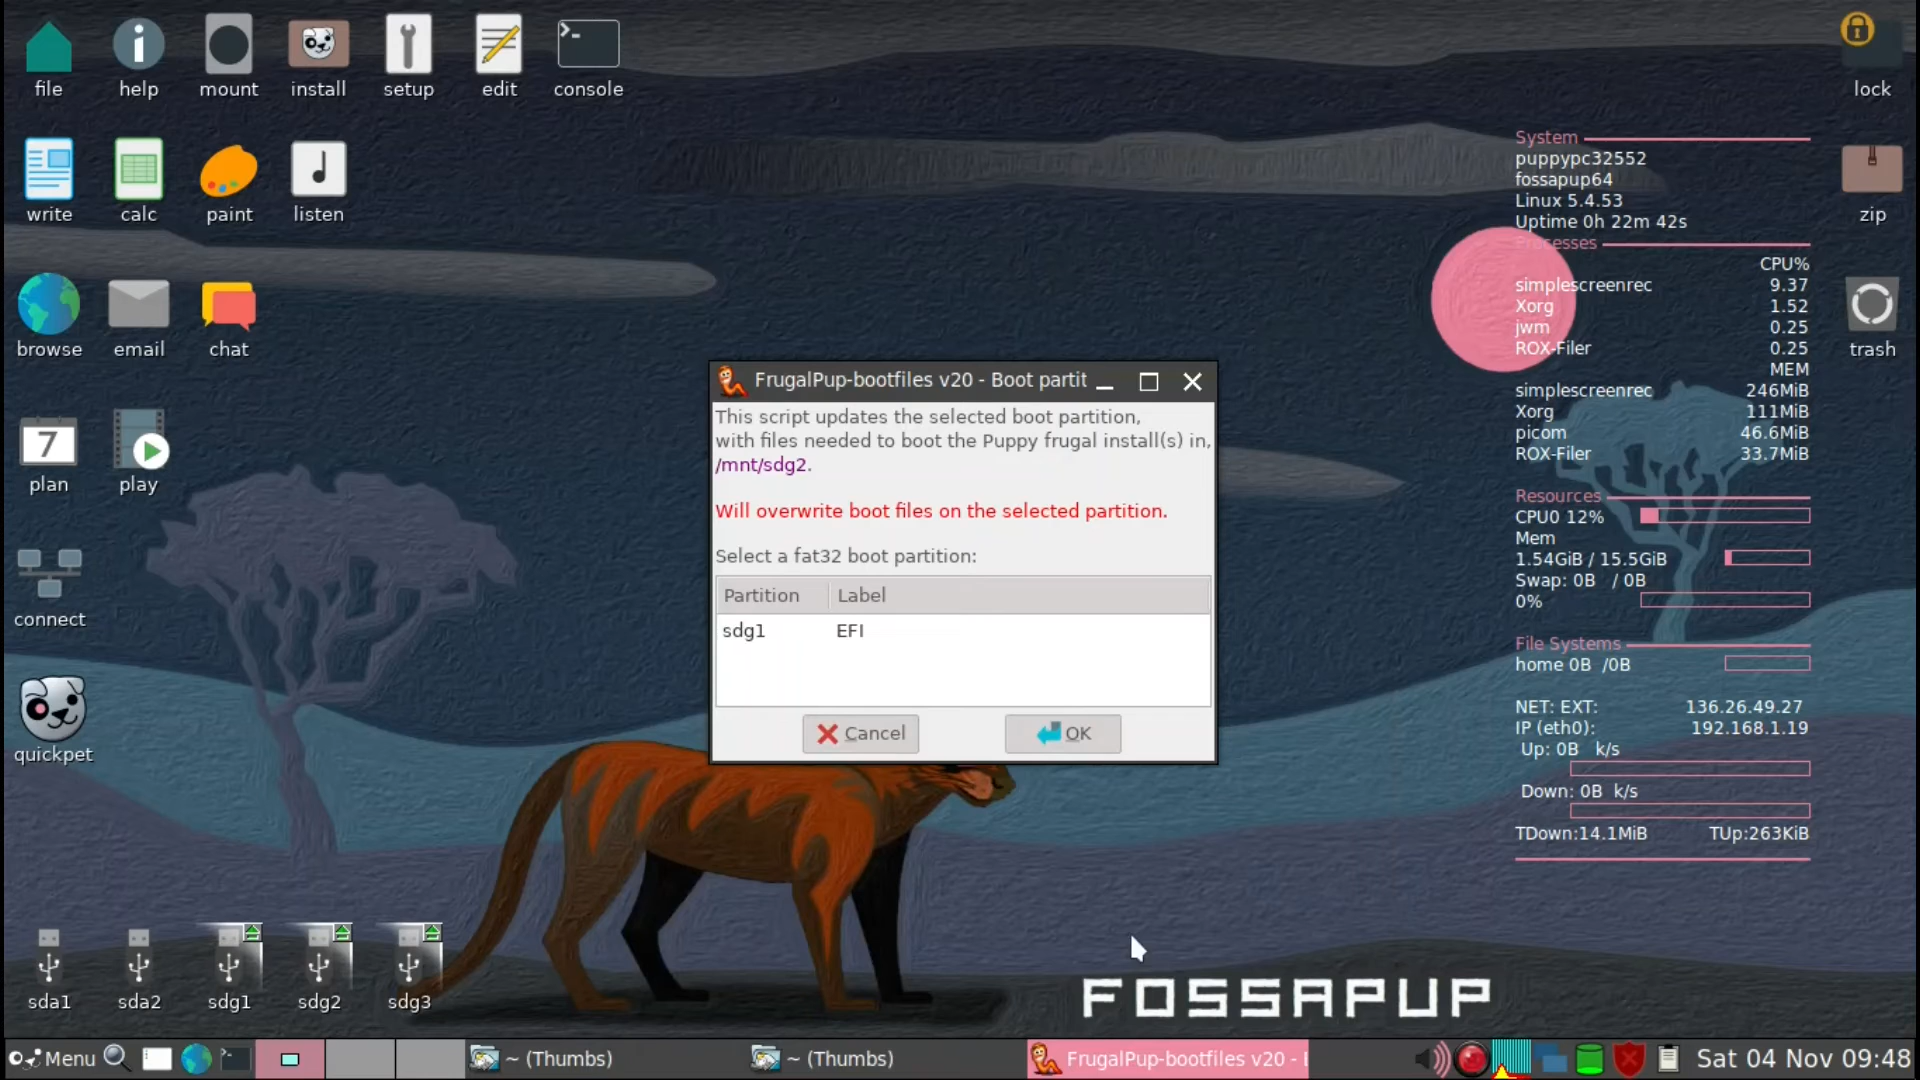 file
help
mount
install
setup
edit
console
lock
write
calc
paint
listen
zip
browse
email
chat
trash
plan
play
connect
quickpet
7
System
puppypc32552
fossapup64
Linux 5.4.53
Uptime 0h 22m 42s
Processes
CPU%
simplescreenrec 9.37
Xorg 1.52
jwm 0.25
ROX-Filer 0.25
MEM
simplescreenrec 246MiB
Xorg 111MiB
picom 46.6MiB
ROX-Filer 33.7MiB
Resources
CPU0 12%
Mem
1.54GiB / 15.5GiB
Swap: 0B / 0B
0%
File Systems
home 0B /0B
NET: EXT: 136.26.49.27
IP (eth0): 192.168.1.19
Up: 0B k/s
Down: 0B k/s
TDown:14.1MiB TUp:263KiB
FrugalPup-bootfiles v20 - Boot partit
This script updates the selected boot partition,
with files needed to boot the Puppy frugal install(s) in,
/mnt/sdg2.
Will overwrite boot files on the selected partition.
Select a fat32 boot partition:
Partition Label
sdg1 EFI
Cancel
OK
sda1
sda2
sdg1
sdg2
sdg3
FOSSAPUP
Menu
~ (Thumbs)
~ (Thumbs)
FrugalPup-bootfiles v20 -
Sat 04 Nov 09:48